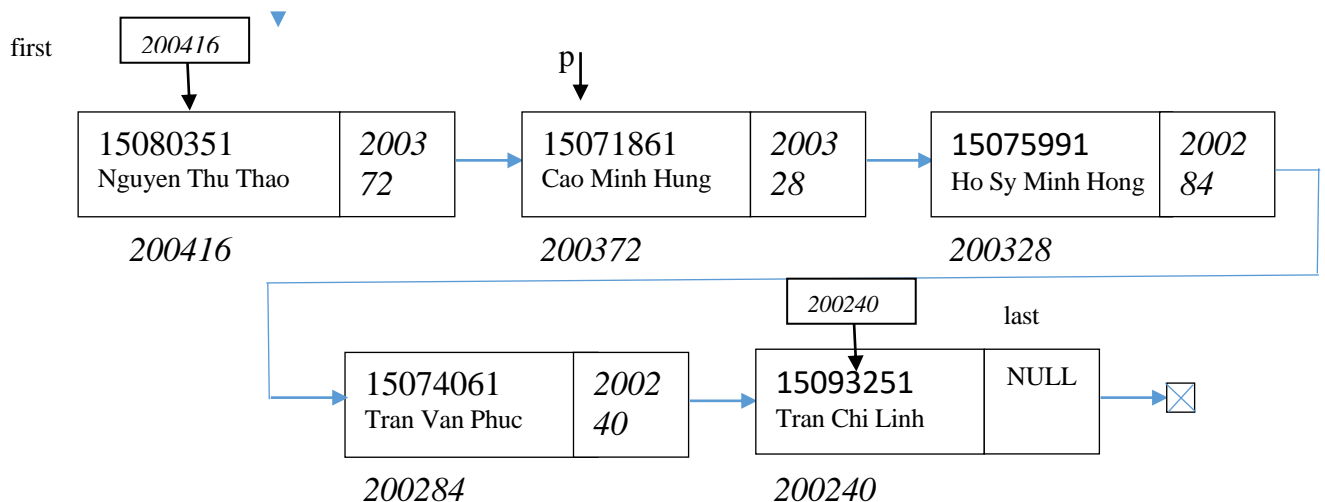 first
200416
p
15080351
Nguyen Thu Thao
2003
72
15071861
Cao Minh Hung
2003
28
15075991
Ho Sy Minh Hong
2002
84
200416
200372
200328
200240
last
15074061
Tran Van Phuc
2002
40
15093251
Tran Chi Linh
NULL
200284
200240